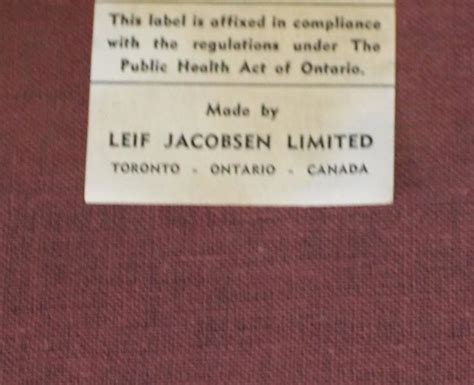 This label is affixed in compliance
with the regulations under The
Public Health Act of Ontario.
Made by
LEIF JACOBSEN LIMITED
TORONTO - ONTARIO - CANADA